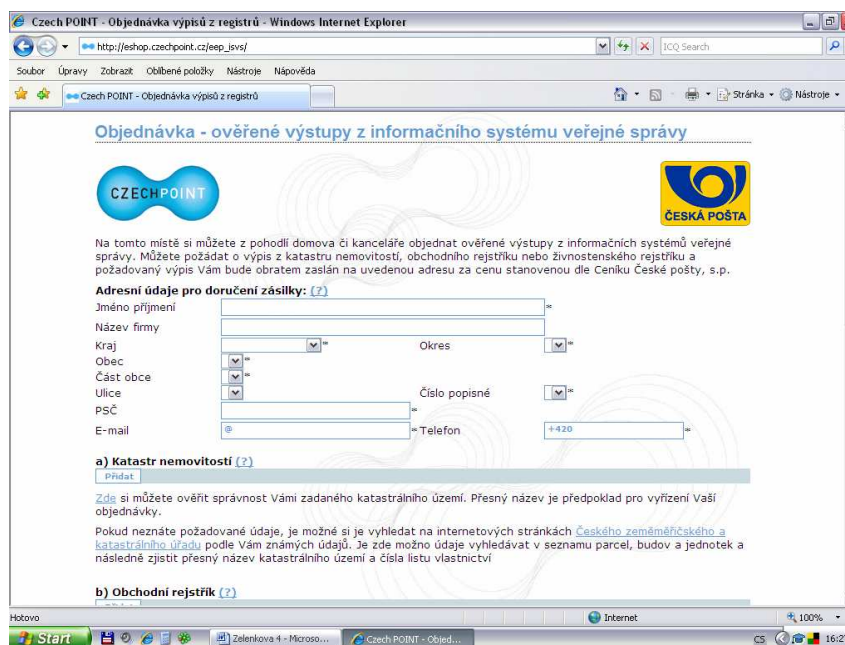 Czech POINT - Objednávka výpisů z registrů - Windows Internet Explorer
http://eshop.czechpoint.cz/eep_isvs/
ICQ Search
Soubor Úpravy Zobrazit Oblíbené položky Nástroje Nápověda
Czech POINT - Objednávka výpisů z registrů
Stránka Nástroje
Objednávka - ověřené výstupy z informačního systému veřejné správy
CZECHPOINT
ČESKÁ POŠTA
Na tomto místě si můžete z pohodlí domova či kanceláře objednat ověřené výstupy z informačních systémů veřejné
správy. Můžete požádat o výpis z katastru nemovitostí, obchodního rejstříku nebo živnostenského rejstříku a
požadovaný výpis Vám bude obratem zaslán na uvedenou adresu za cenu stanovenou dle Ceníku České pošty, s.p.
Adresní údaje pro doručení zásilky: (?)
Jméno příjmení *
Název firmy
Kraj * Okres *
Obec *
Část obce *
Ulice Číslo popisné *
PSČ *
E-mail @ * Telefon +420 *
a) Katastr nemovitostí (?)
Přidat
Zde si můžete ověřit správnost Vámi zadaného katastrálního území. Přesný název je předpoklad pro vyřízení Vaší
objednávky.
Pokud neznáte požadované údaje, je možné si je vyhledat na internetových stránkách Českého zeměměřičského a
katastrálního úřadu podle Vám známých údajů. Je zde možno údaje vyhledávat v seznamu parcel, budov a jednotek a
následně zjistit přesný název katastrálního území a čísla listu vlastnictví
b) Obchodní rejstřík (?)
Hotovo Internet 100%
Start Zelenkova 4 - Microso... Czech POINT - Objed... CS 16:2